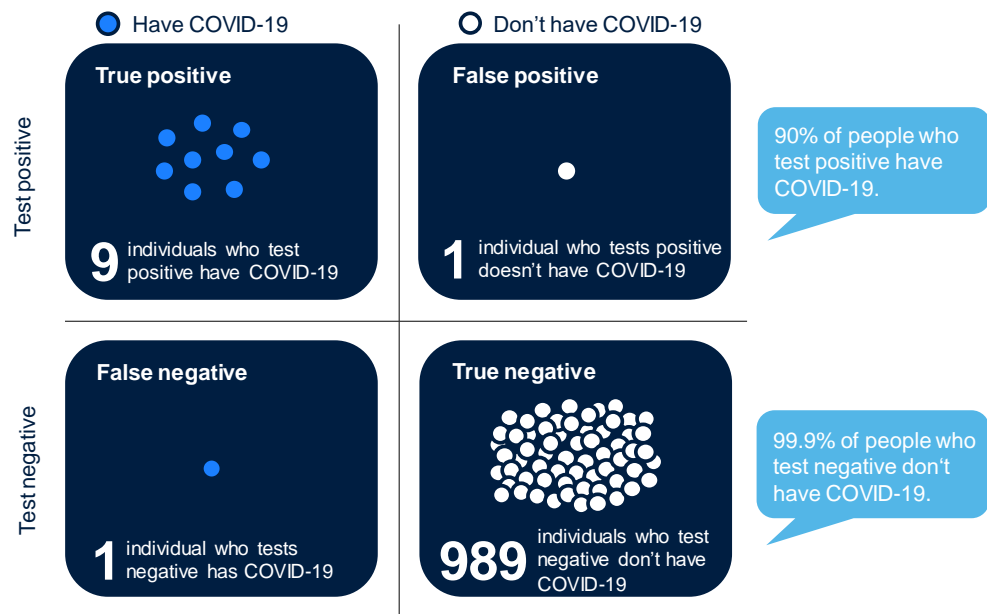 Have COVID-19
Don't have COVID-19
Test positive
True positive
9
individuals who test
positive have COVID-19
False positive
1
individual who tests positive
doesn't have COVID-19
90% of people who
test positive have
COVID-19.
Test negative
False negative
1
individual who tests
negative has COVID-19
True negative
989
individuals who test
negative don't have
COVID-19
99.9% of people who
test negative don‘t
have COVID-19.